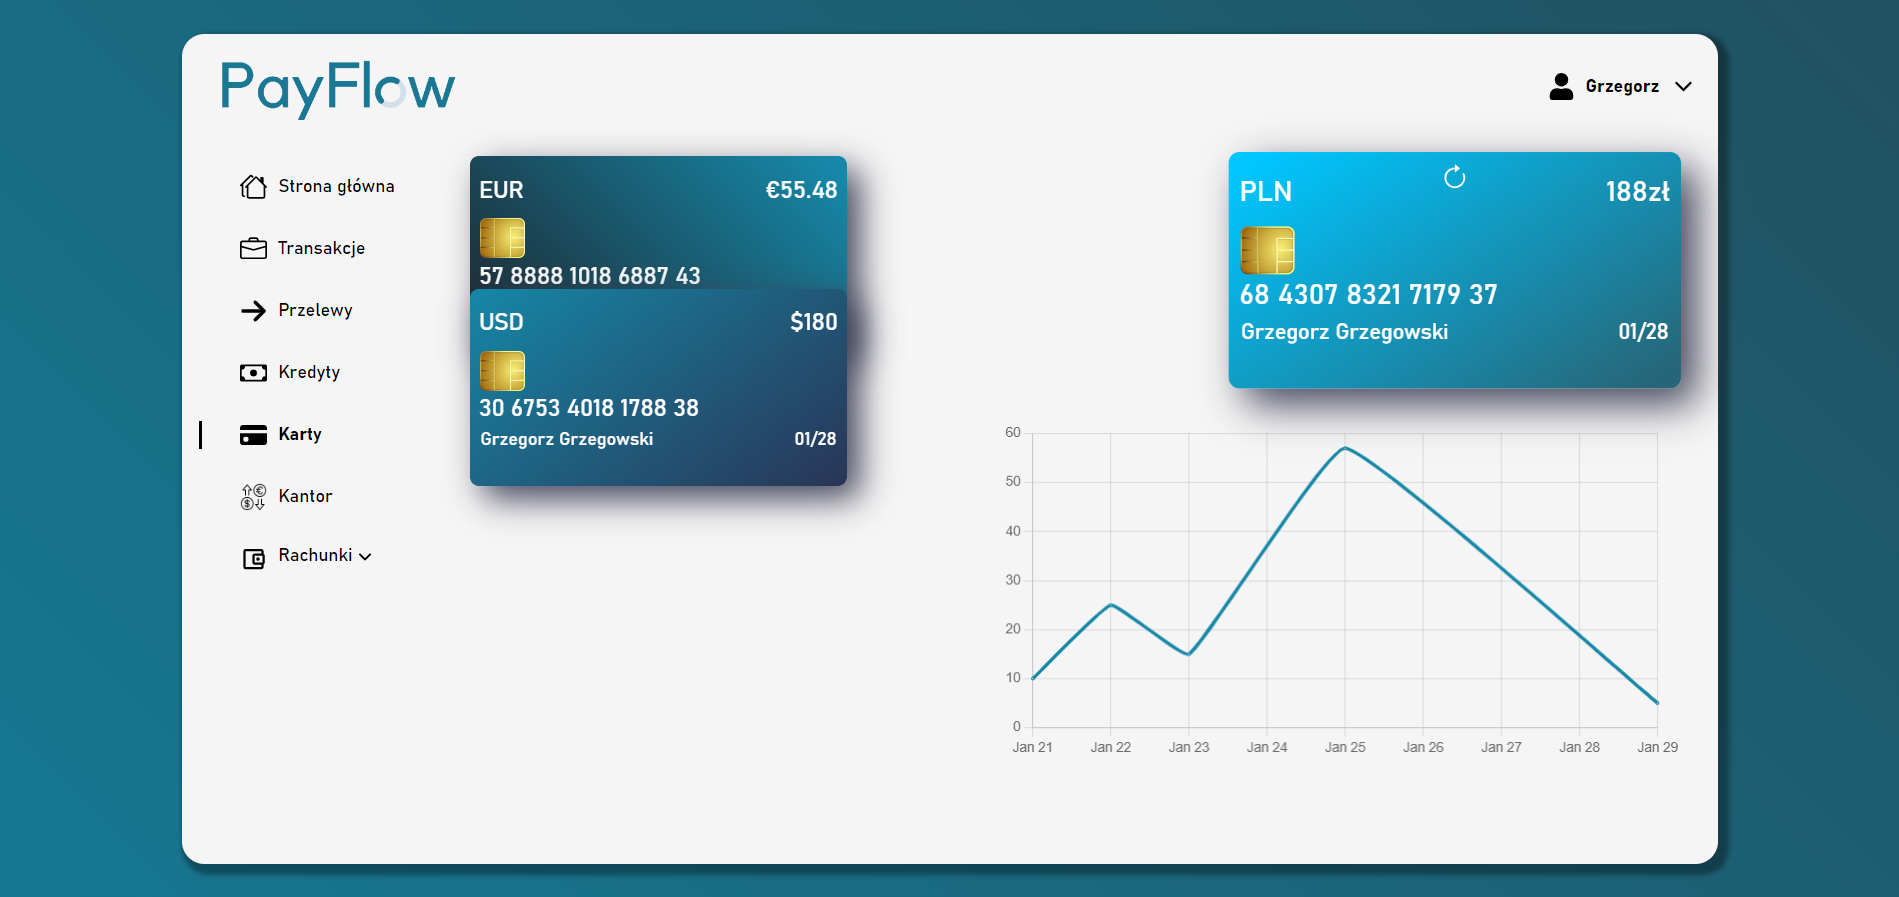 PayFlow
Grzegorz
Strona główna
Transakcje
Przelewy
Kredyty
Karty
Kantor
Rachunki
EUR €55.48
57 8888 1018 6887 43
USD $180
30 6753 4018 1788 38
Grzegorz Grzegowski 01/28
PLN 188zł
68 4307 8321 7179 37
Grzegorz Grzegowski 01/28
60
50
40
30
20
10
0
Jan 21 Jan 22 Jan 23 Jan 24 Jan 25 Jan 26 Jan 27 Jan 28 Jan 29